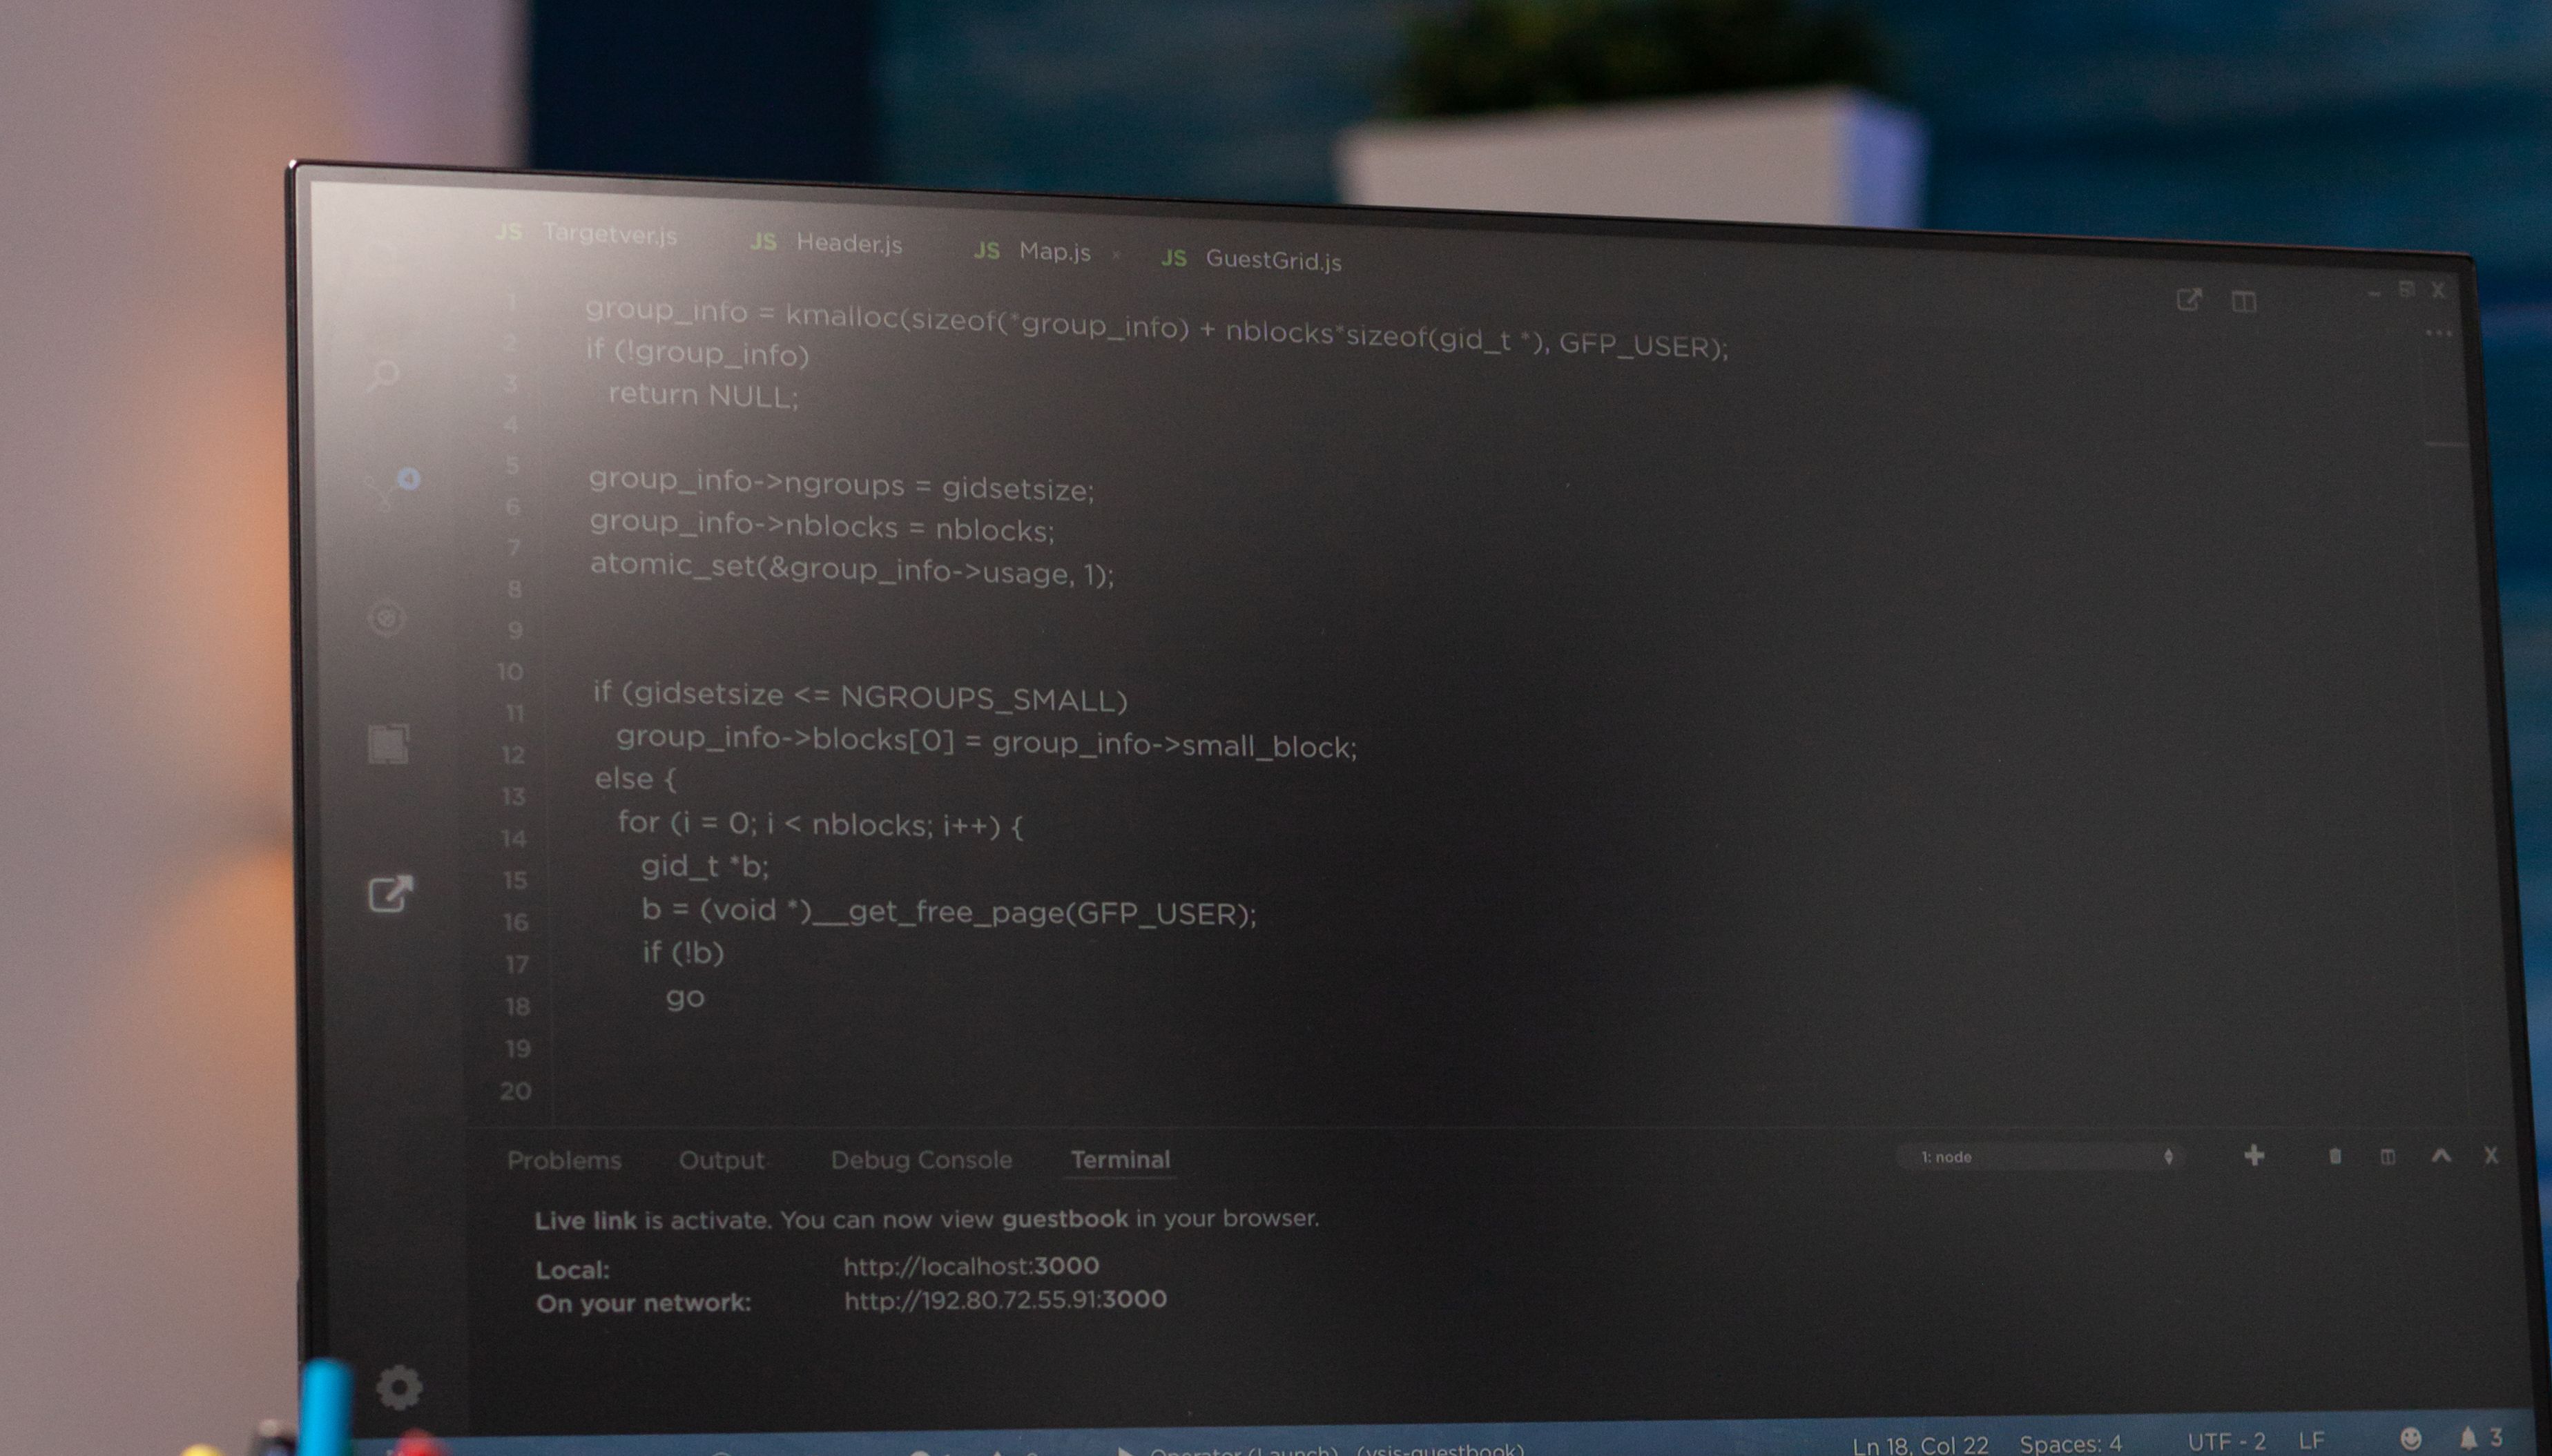 JS Targetver.js JS Header.js JS Map.js × JS GuestGrid.js
1 group_info = kmalloc(sizeof(*group_info) + nblocks*sizeof(gid_t *), GFP_USER);
2 if (!group_info)
3 return NULL;
4
5 group_info->ngroups = gidsetsize;
6 group_info->nblocks = nblocks;
7 atomic_set(&group_info->usage, 1);
8
9
10 if (gidsetsize <= NGROUPS_SMALL)
11 group_info->blocks[0] = group_info->small_block;
12 else {
13 for (i = 0; i < nblocks; i++) {
14 gid_t *b;
15 b = (void *)__get_free_page(GFP_USER);
16 if (!b)
17 go
18
19
20
4
Problems Output Debug Console Terminal 1: node
Live link is activate. You can now view guestbook in your browser.
Local: http://localhost:3000
On your network: http://192.80.72.55.91:3000
Operator (Launch) (vsis-guestbook) Ln 18, Col 22 Spaces: 4 UTF - 2 LF 3